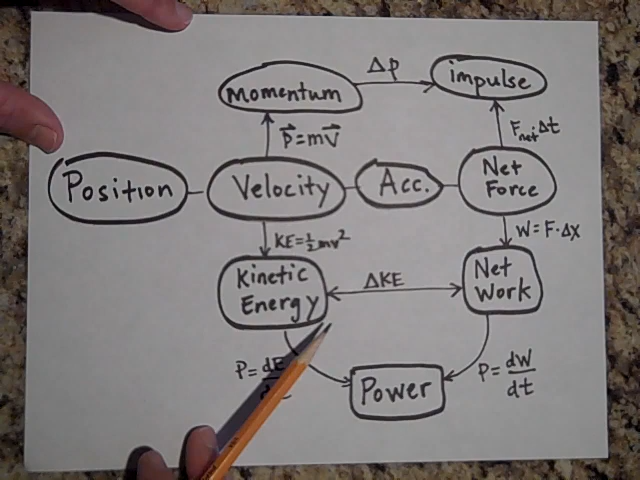 Δp
impulse
Momentum
F_net Δt
p⃗=mv⃗
Net
Force
Position
Velocity
Acc.
W=F·Δx
KE=½mv²
Net
Work
Kinetic
Energy
ΔKE
P=dE
P=dW/dt
Power